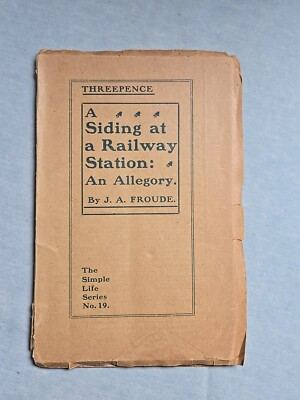 THREEPENCE
A
Siding at
a Railway
Station:
An Allegory.
By J. A. FROUDE.
The
Simple
Life
Series
No. 19.